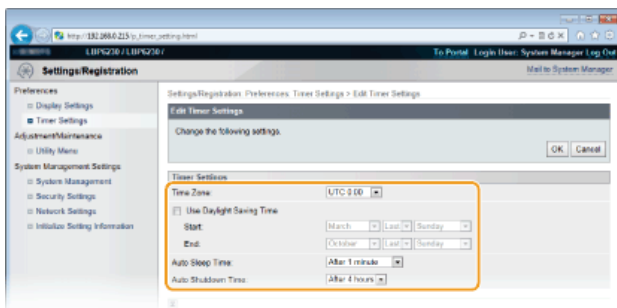 http://192.168.0.215/p_timer_setting.html
LBP6230 / LBP6230 /
To Portal Login User: System Manager Log Out
Settings/Registration
Mail to System Manager
Preferences
Display Settings
Timer Settings
Adjustment/Maintenance
Utility Menu
System Management Settings
System Management
Security Settings
Network Settings
Initialize Setting Information
Settings/Registration: Preferences: Timer Settings > Edit Timer Settings
Edit Timer Settings
Change the following settings.
OK Cancel
Timer Settings
Time Zone: UTC 0:00
Use Daylight Saving Time
Start: March Last Sunday
End: October Last Sunday
Auto Sleep Time: After 1 minute
Auto Shutdown Time: After 4 hours